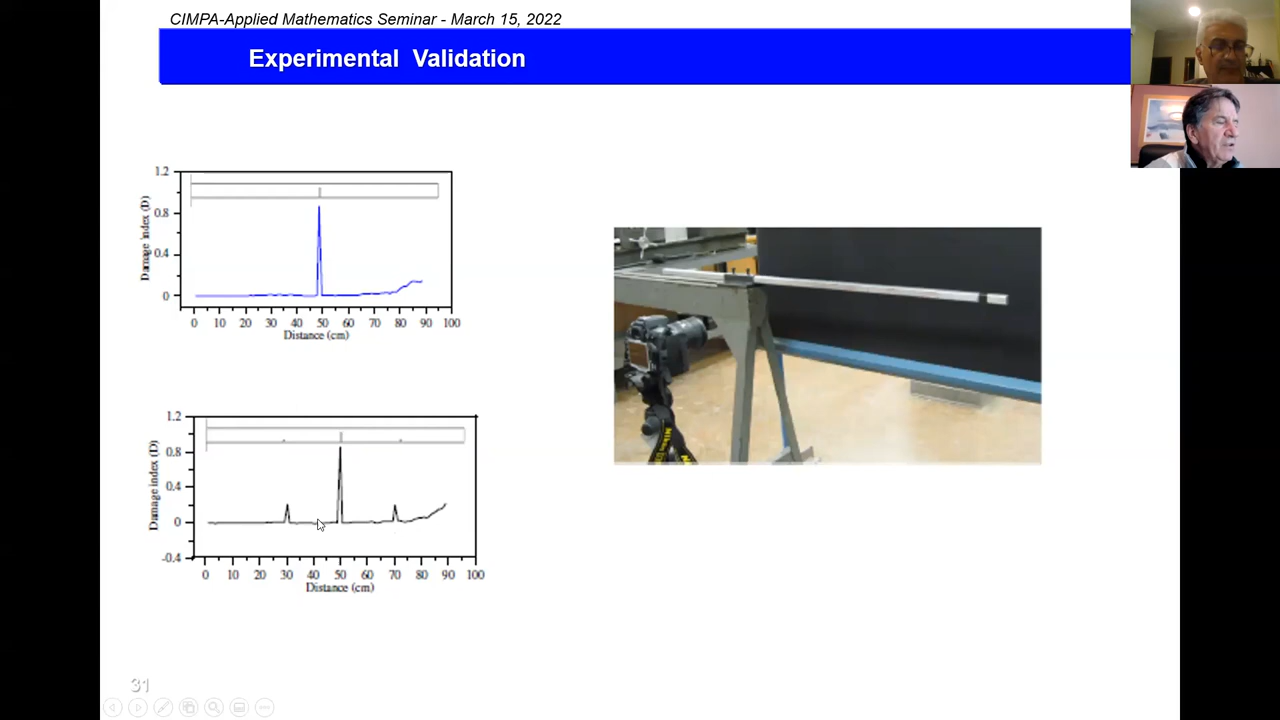 CIMPA-Applied Mathematics Seminar - March 15, 2022
Experimental Validation
1.2
0.8
0.4
0
Damage index (D)
0 10 20 30 40 50 60 70 80 90 100
Distance (cm)
1.2
0.8
0.4
0
-0.4
Damage index (D)
0 10 20 30 40 50 60 70 80 90 100
Distance (cm)
Nikon
31